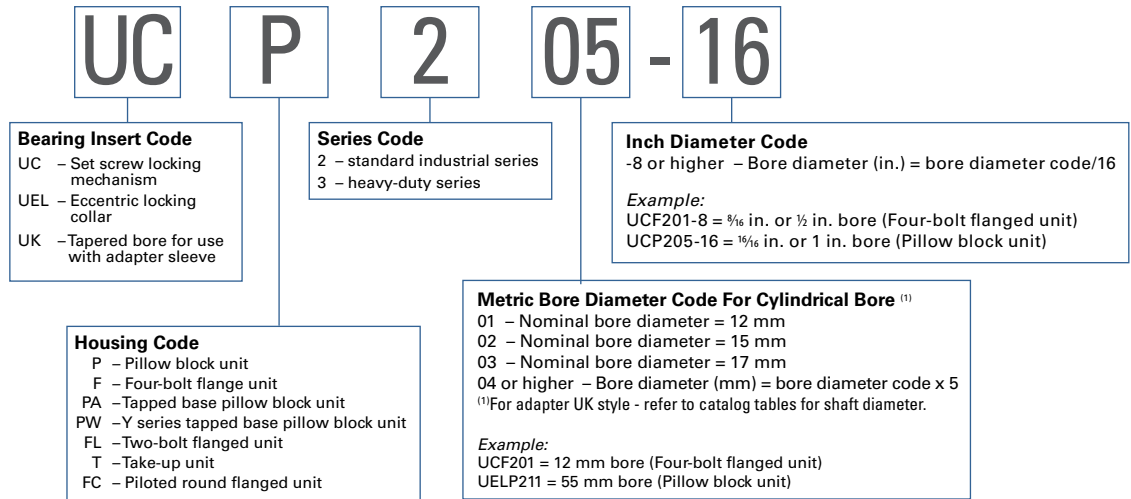 UC P 2 05 - 16
Bearing Insert Code
UC – Set screw locking
mechanism
UEL – Eccentric locking
collar
UK –Tapered bore for use
with adapter sleeve
Series Code
2 – standard industrial series
3 – heavy-duty series
Inch Diameter Code
-8 or higher – Bore diameter (in.) = bore diameter code/16
Example:
UCF201-8 = 8/16 in. or 1/2 in. bore (Four-bolt flanged unit)
UCP205-16 = 16/16 in. or 1 in. bore (Pillow block unit)
Housing Code
P – Pillow block unit
F – Four-bolt flange unit
PA –Tapped base pillow block unit
PW –Y series tapped base pillow block unit
FL –Two-bolt flanged unit
T –Take-up unit
FC – Piloted round flanged unit
Metric Bore Diameter Code For Cylindrical Bore (1)
01 – Nominal bore diameter = 12 mm
02 – Nominal bore diameter = 15 mm
03 – Nominal bore diameter = 17 mm
04 or higher – Bore diameter (mm) = bore diameter code x 5
(1)For adapter UK style - refer to catalog tables for shaft diameter.
Example:
UCF201 = 12 mm bore (Four-bolt flanged unit)
UELP211 = 55 mm bore (Pillow block unit)